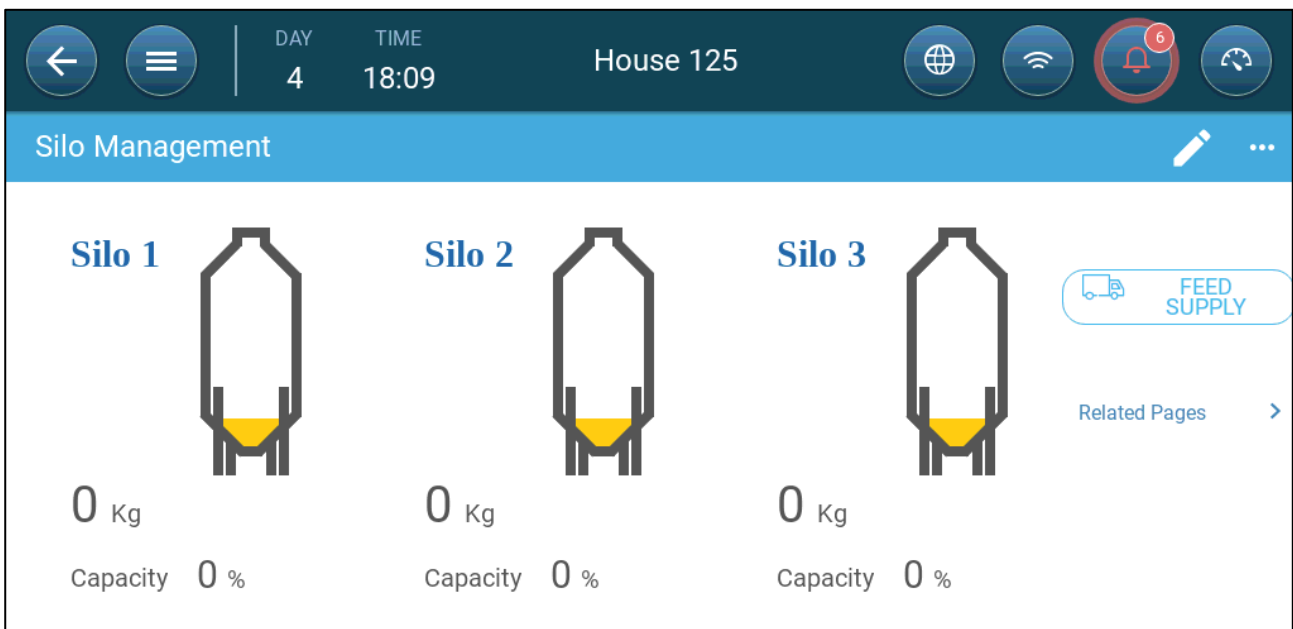 DAY TIME
4 18:09
House 125
6
Silo Management
Silo 1 Silo 2 Silo 3
FEED
SUPPLY
Related Pages
0 Kg 0 Kg 0 Kg
Capacity 0 % Capacity 0 % Capacity 0 %